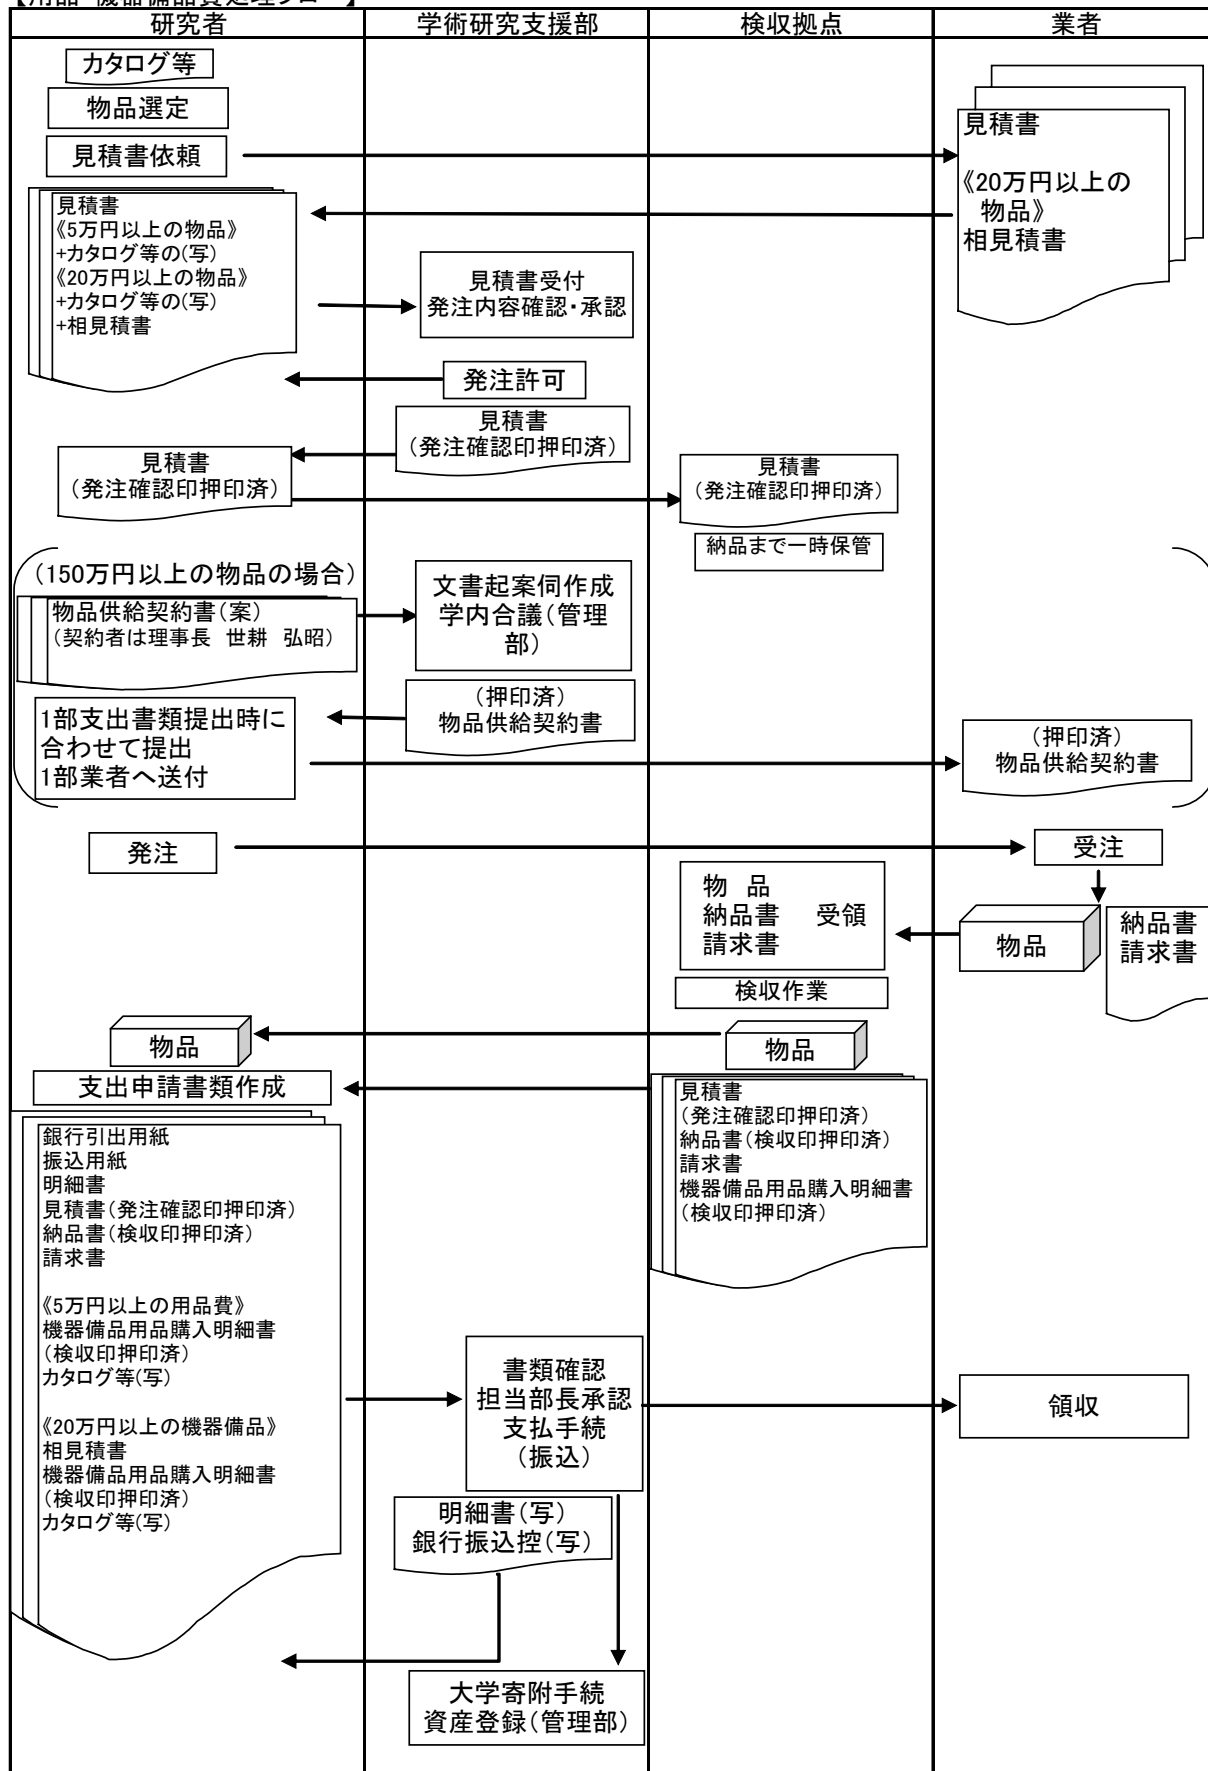 【用品・機器備品費処理フロー】
研究者
学術研究支援部
検収拠点
業者
カタログ等
物品選定
見積書依頼
見積書
《20万円以上の
物品》
相見積書
見積書
《5万円以上の物品》
+カタログ等の(写)
《20万円以上の物品》
+カタログ等の(写)
+相見積書
見積書受付
発注内容確認・承認
発注許可
見積書
(発注確認印押印済)
見積書
(発注確認印押印済)
見積書
(発注確認印押印済)
納品まで一時保管
(150万円以上の物品の場合)
物品供給契約書(案)
(契約者は理事長 世耕 弘昭)
文書起案伺作成
学内合議(管理
部)
(押印済)
物品供給契約書
1部支出書類提出時に
合わせて提出
1部業者へ送付
(押印済)
物品供給契約書
発注
受注
物 品
納品書 受領
請求書
物品
納品書
請求書
検収作業
物品
物品
支出申請書類作成
見積書
(発注確認印押印済)
納品書(検収印押印済)
請求書
機器備品用品購入明細書
(検収印押印済)
銀行引出用紙
振込用紙
明細書
見積書(発注確認印押印済)
納品書(検収印押印済)
請求書
《5万円以上の用品費》
機器備品用品購入明細書
(検収印押印済)
カタログ等(写)
《20万円以上の機器備品》
相見積書
機器備品用品購入明細書
(検収印押印済)
カタログ等(写)
書類確認
担当部長承認
支払手続
(振込)
領収
明細書(写)
銀行振込控(写)
大学寄附手続
資産登録(管理部)